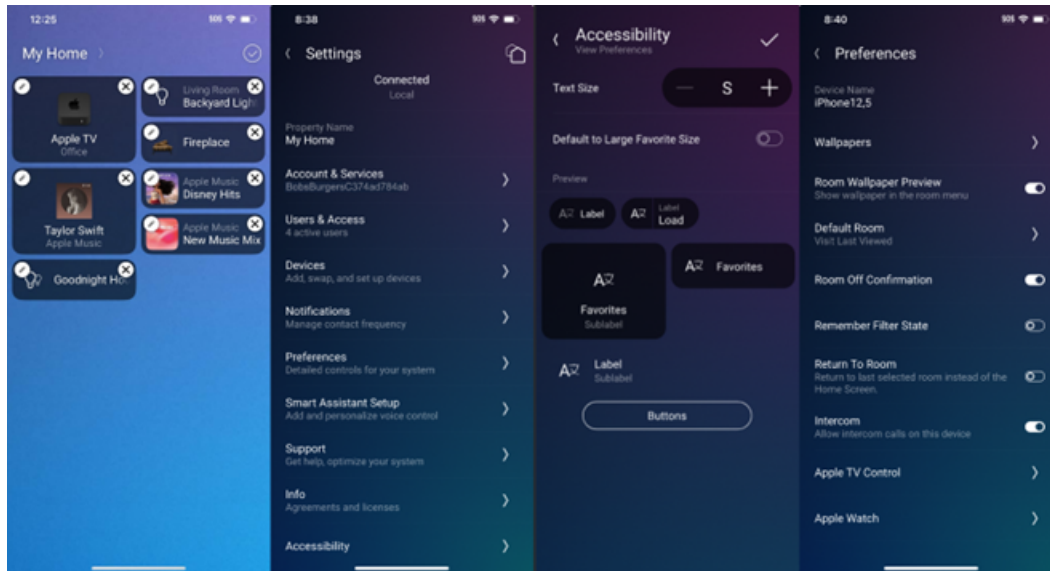 12:25
SOS
My Home
Apple TV
Office
Living Room
Backyard Ligh
Fireplace
Taylor Swift
Apple Music
Apple Music
Disney Hits
Apple Music
New Music Mix
Goodnight Ho
8:38
SOS
Settings
Connected
Local
Property Name
My Home
Account & Services
BobsBurgersC374ad784ab
Users & Access
4 active users
Devices
Add, swap, and set up devices
Notifications
Manage contact frequency
Preferences
Detailed controls for your system
Smart Assistant Setup
Add and personalize voice control
Support
Get help, optimize your system
Info
Agreements and licenses
Accessibility
Accessibility
View Preferences
Text Size
S
Default to Large Favorite Size
Preview
Label
Label
Load
Favorites
Sublabel
Favorites
Label
Sublabel
Buttons
8:40
SOS
Preferences
Device Name
iPhone12,5
Wallpapers
Room Wallpaper Preview
Show wallpaper in the room menu
Default Room
Visit Last Viewed
Room Off Confirmation
Remember Filter State
Return To Room
Return to last selected room instead of the
Home Screen.
Intercom
Allow intercom calls on this device
Apple TV Control
Apple Watch